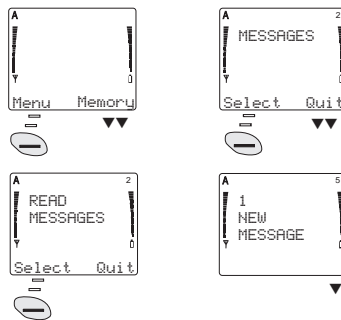 A
Menu Memory
A 2
MESSAGES
Select Quit
A 2
READ
MESSAGES
Select Quit
A 5
1
NEW
MESSAGE